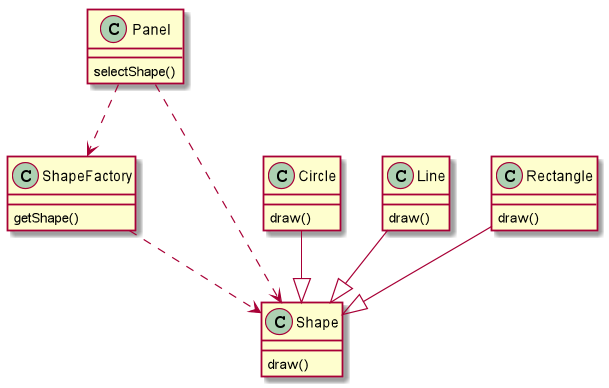 C Panel
selectShape()
C ShapeFactory
getShape()
C Circle
draw()
C Line
draw()
C Rectangle
draw()
C Shape
draw()